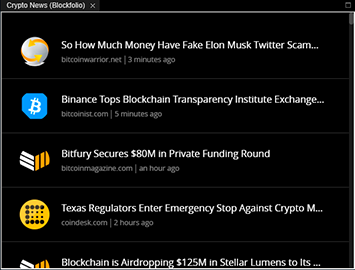 Crypto News (Blockfolio)
So How Much Money Have Fake Elon Musk Twitter Scam...
bitcoinwarrior.net | 3 minutes ago
Binance Tops Blockchain Transparency Institute Exchange...
bitcoinist.com | 5 minutes ago
Bitfury Secures $80M in Private Funding Round
bitcoinmagazine.com | an hour ago
Texas Regulators Enter Emergency Stop Against Crypto M...
coindesk.com | 2 hours ago
Blockchain is Airdropping $125M in Stellar Lumens to Its ...